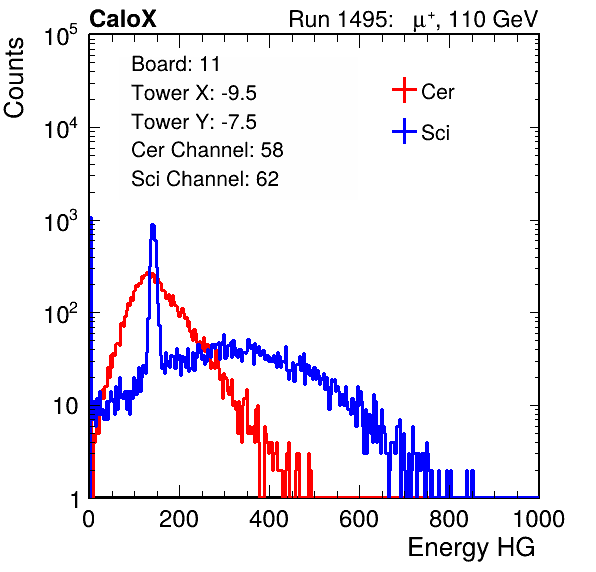 CaloX Run 1495: μ⁺, 110 GeV
Board: 11
Tower X: -9.5
Tower Y: -7.5
Cer Channel: 58
Sci Channel: 62
Cer
Sci
Counts
10⁵
10⁴
10³
10²
10
1
0 200 400 600 800 1000
Energy HG